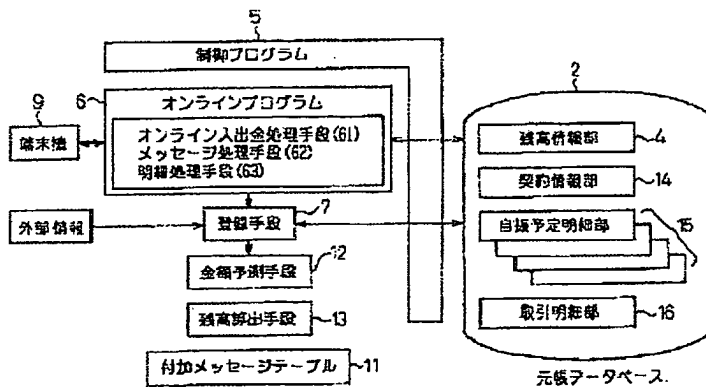 5
制御プログラム
6
オンラインプログラム
オンライン入出金処理手段(61)
メッセージ処理手段(62)
明細処理手段(63)
9
端末機
外部情報
7
登録手段
12
金額予測手段
残高算出手段
13
付加メッセージテーブル
11
2
残高情報部
4
契約情報部
14
自振予定明細部
15
取引明細部
16
元帳データベース